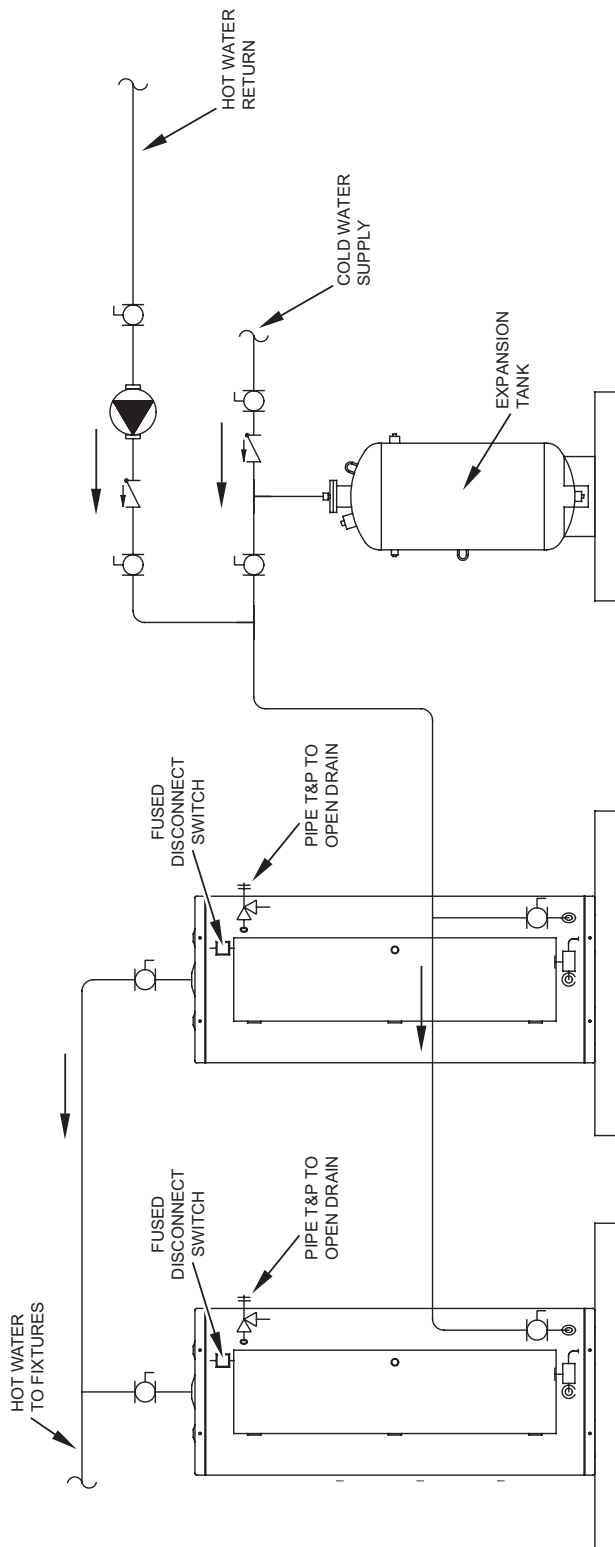 HOT WATER
TO FIXTURES
FUSED
DISCONNECT
SWITCH
PIPE T&P TO
OPEN DRAIN
FUSED
DISCONNECT
SWITCH
PIPE T&P TO
OPEN DRAIN
HOT WATER
RETURN
COLD WATER
SUPPLY
EXPANSION
TANK